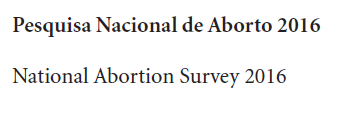 Pesquisa Nacional de Aborto 2016
National Abortion Survey 2016